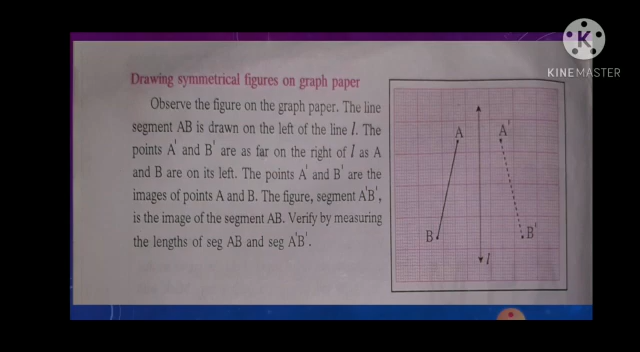 KINEMASTER
Drawing symmetrical figures on graph paper
Observe the figure on the graph paper. The line
segment AB is drawn on the left of the line l. The
points A' and B' are as far on the right of l as A
and B are on its left. The points A' and B' are the
images of points A and B. The figure, segment A'B',
is the image of the segment AB. Verify by measuring
the lengths of seg AB and seg A'B'.
A A'
B B'
l